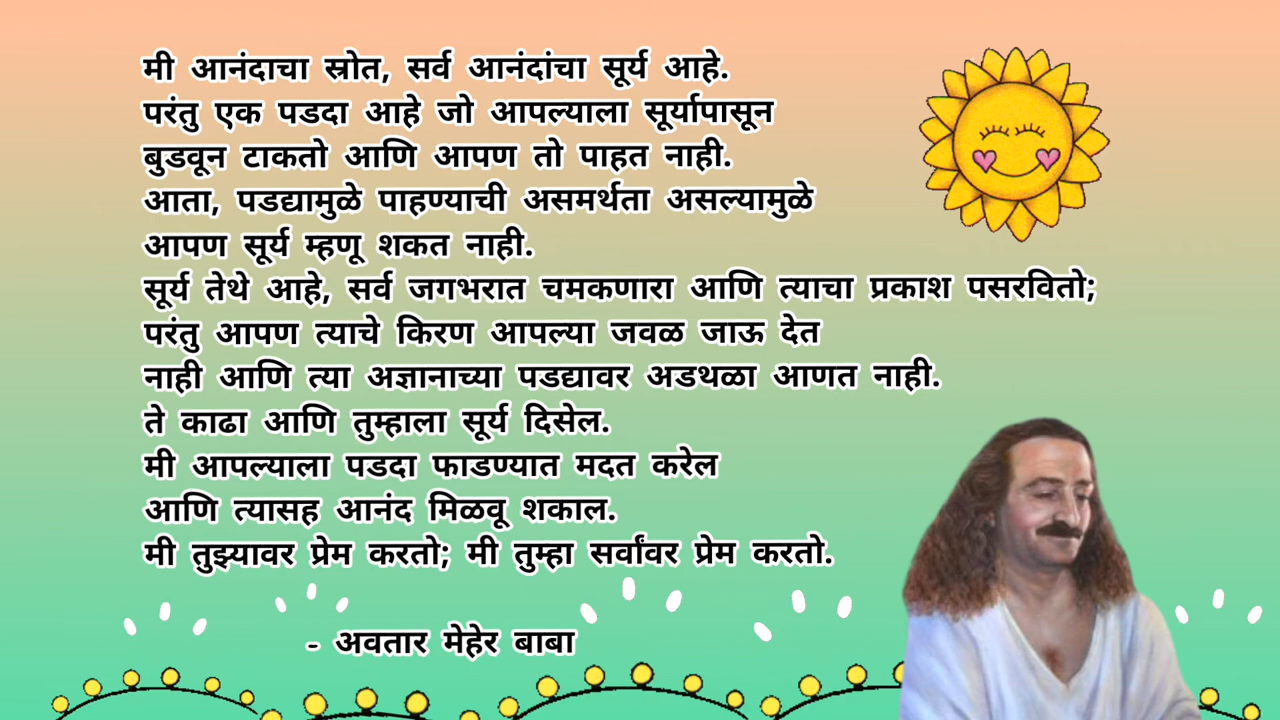 मी आनंदाचा स्रोत, सर्व आनंदांचा सूर्य आहे.
परंतु एक पडदा आहे जो आपल्याला सूर्यापासून
बुडवून टाकतो आणि आपण तो पाहत नाही.
आता, पडद्यामुळे पाहण्याची असमर्थता असल्यामुळे
आपण सूर्य म्हणू शकत नाही.
सूर्य तेथे आहे, सर्व जगभरात चमकणारा आणि त्याचा प्रकाश पसरवितो;
परंतु आपण त्याचे किरण आपल्या जवळ जाऊ देत
नाही आणि त्या अज्ञानाच्या पडद्यावर अडथळा आणत नाही.
ते काढा आणि तुम्हाला सूर्य दिसेल.
मी आपल्याला पडदा फाडण्यात मदत करेल
आणि त्यासह आनंद मिळवू शकाल.
मी तुझ्यावर प्रेम करतो; मी तुम्हा सर्वांवर प्रेम करतो.
- अवतार मेहेर बाबा